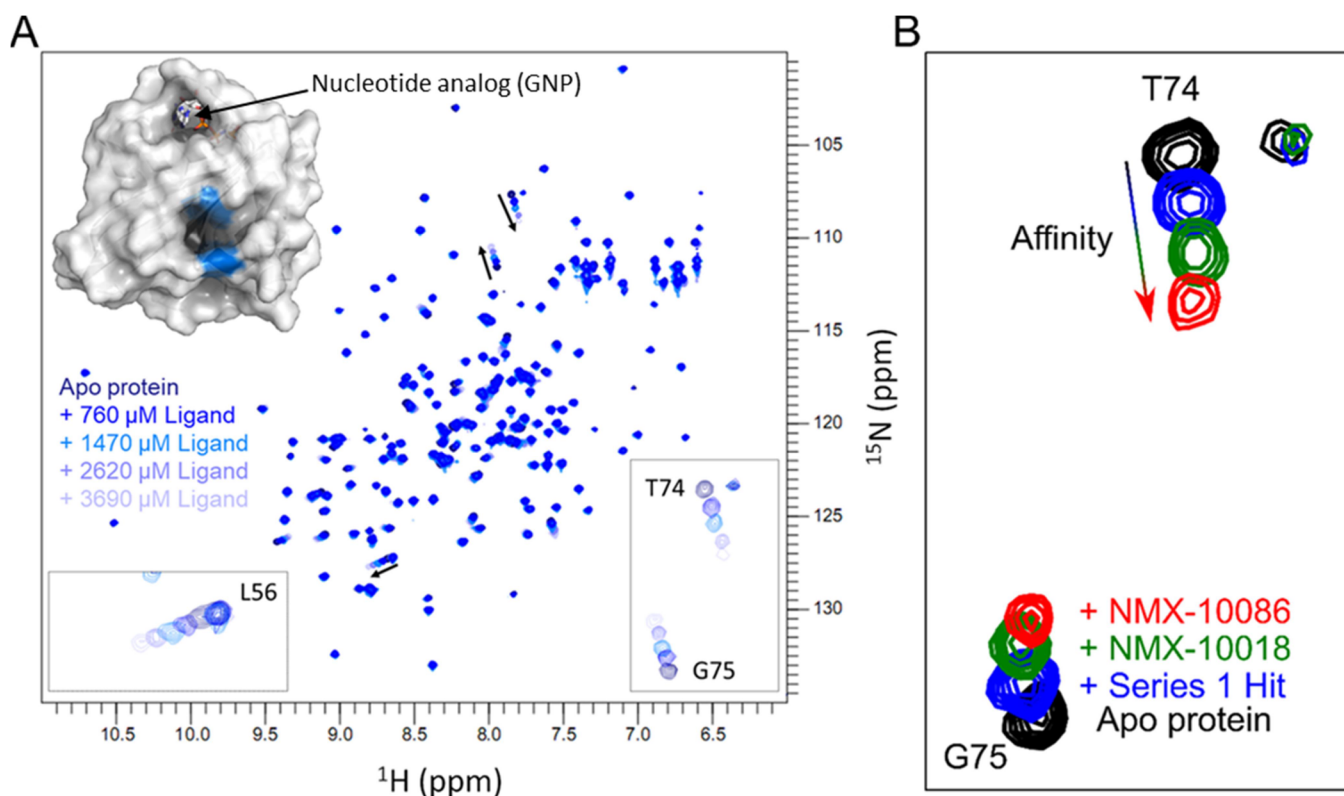 A
Nucleotide analog (GNP)
Apo protein
+ 760 µM Ligand
+ 1470 µM Ligand
+ 2620 µM Ligand
+ 3690 µM Ligand
L56
T74
G75
105
110
115
120
125
130
¹⁵N (ppm)
10.5 10.0 9.5 9.0 8.5 8.0 7.5 7.0 6.5
¹H (ppm)
B
T74
Affinity
+ NMX-10086
+ NMX-10018
+ Series 1 Hit
Apo protein
G75